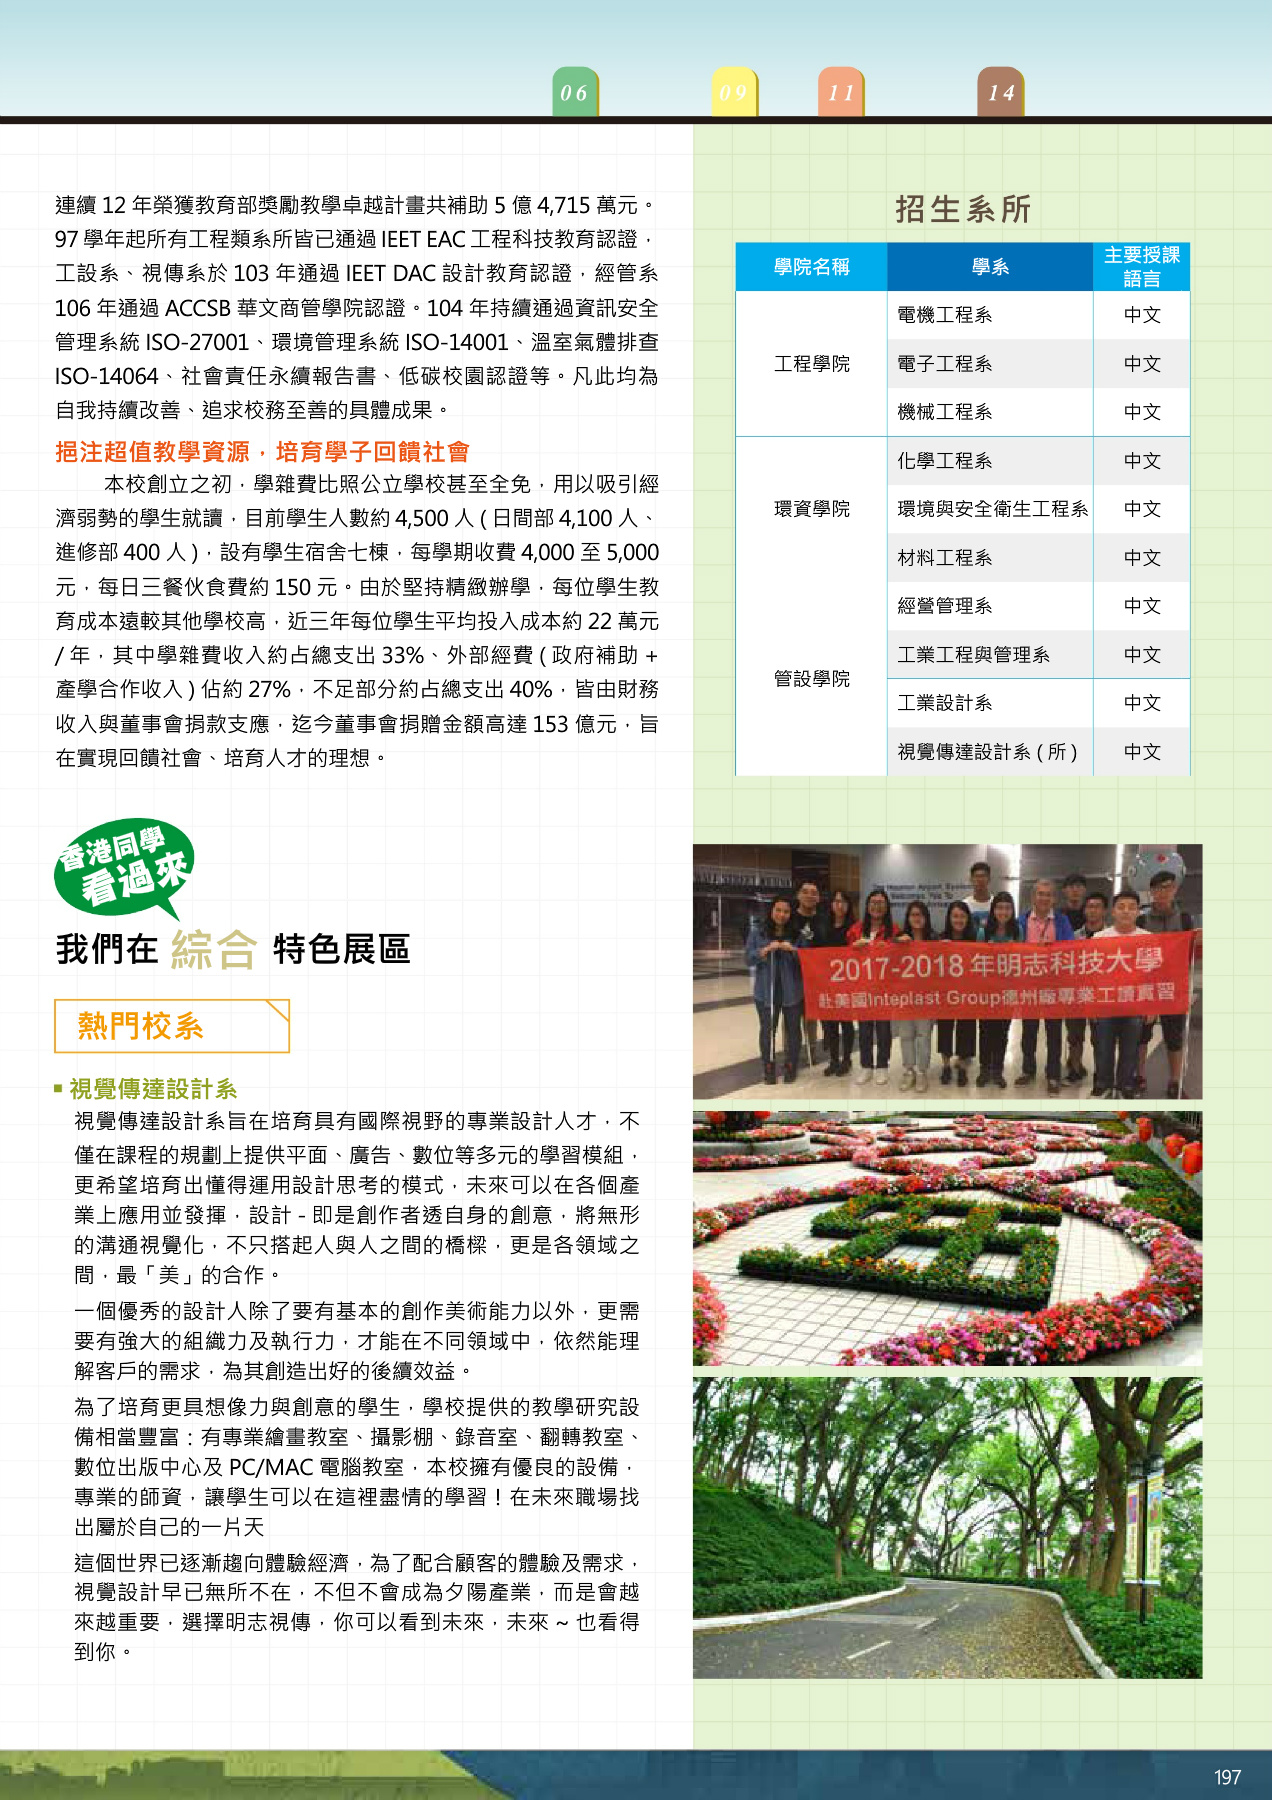 06
09
11
14
連續 12 年榮獲教育部獎勵教學卓越計畫共補助 5 億 4,715 萬元。
97 學年起所有工程類系所皆已通過 IEET EAC 工程科技教育認證，
工設系、視傳系於 103 年通過 IEET DAC 設計教育認證，經管系
106 年通過 ACCSB 華文商管學院認證。104 年持續通過資訊安全
管理系統 ISO-27001、環境管理系統 ISO-14001、溫室氣體排查
ISO-14064、社會責任永續報告書、低碳校園認證等。凡此均為
自我持續改善、追求校務至善的具體成果。
挹注超值教學資源，培育學子回饋社會
本校創立之初，學雜費比照公立學校甚至全免，用以吸引經
濟弱勢的學生就讀，目前學生人數約 4,500 人 ( 日間部 4,100 人、
進修部 400 人 )，設有學生宿舍七棟，每學期收費 4,000 至 5,000
元，每日三餐伙食費約 150 元。由於堅持精緻辦學，每位學生教
育成本遠較其他學校高，近三年每位學生平均投入成本約 22 萬元
/ 年，其中學雜費收入約占總支出 33%、外部經費 ( 政府補助 +
產學合作收入 ) 佔約 27%，不足部分約占總支出 40%，皆由財務
收入與董事會捐款支應，迄今董事會捐贈金額高達 153 億元，旨
在實現回饋社會、培育人才的理想。
香港同學
看過來
我們在 綜合 特色展區
熱門校系
視覺傳達設計系
視覺傳達設計系旨在培育具有國際視野的專業設計人才，不
僅在課程的規劃上提供平面、廣告、數位等多元的學習模組，
更希望培育出懂得運用設計思考的模式，未來可以在各個產
業上應用並發揮，設計 - 即是創作者透自身的創意，將無形
的溝通視覺化，不只搭起人與人之間的橋樑，更是各領域之
間，最「美」的合作。
一個優秀的設計人除了要有基本的創作美術能力以外，更需
要有強大的組織力及執行力，才能在不同領域中，依然能理
解客戶的需求，為其創造出好的後續效益。
為了培育更具想像力與創意的學生，學校提供的教學研究設
備相當豐富：有專業繪畫教室、攝影棚、錄音室、翻轉教室、
數位出版中心及 PC/MAC 電腦教室，本校擁有優良的設備，
專業的師資，讓學生可以在這裡盡情的學習！在未來職場找
出屬於自己的一片天
這個世界已逐漸趨向體驗經濟，為了配合顧客的體驗及需求，
視覺設計早已無所不在，不但不會成為夕陽產業，而是會越
來越重要，選擇明志視傳，你可以看到未來，未來 ~ 也看得
到你。
招生系所
學院名稱 學系 主要授課
語言
電機工程系 中文
工程學院 電子工程系 中文
機械工程系 中文
化學工程系 中文
環資學院 環境與安全衛生工程系 中文
材料工程系 中文
經營管理系 中文
工業工程與管理系 中文
管設學院
工業設計系 中文
視覺傳達設計系 ( 所 ) 中文
2017-2018 年明志科技大學
赴美國Inteplast Group德州廠專業工讀實習
197